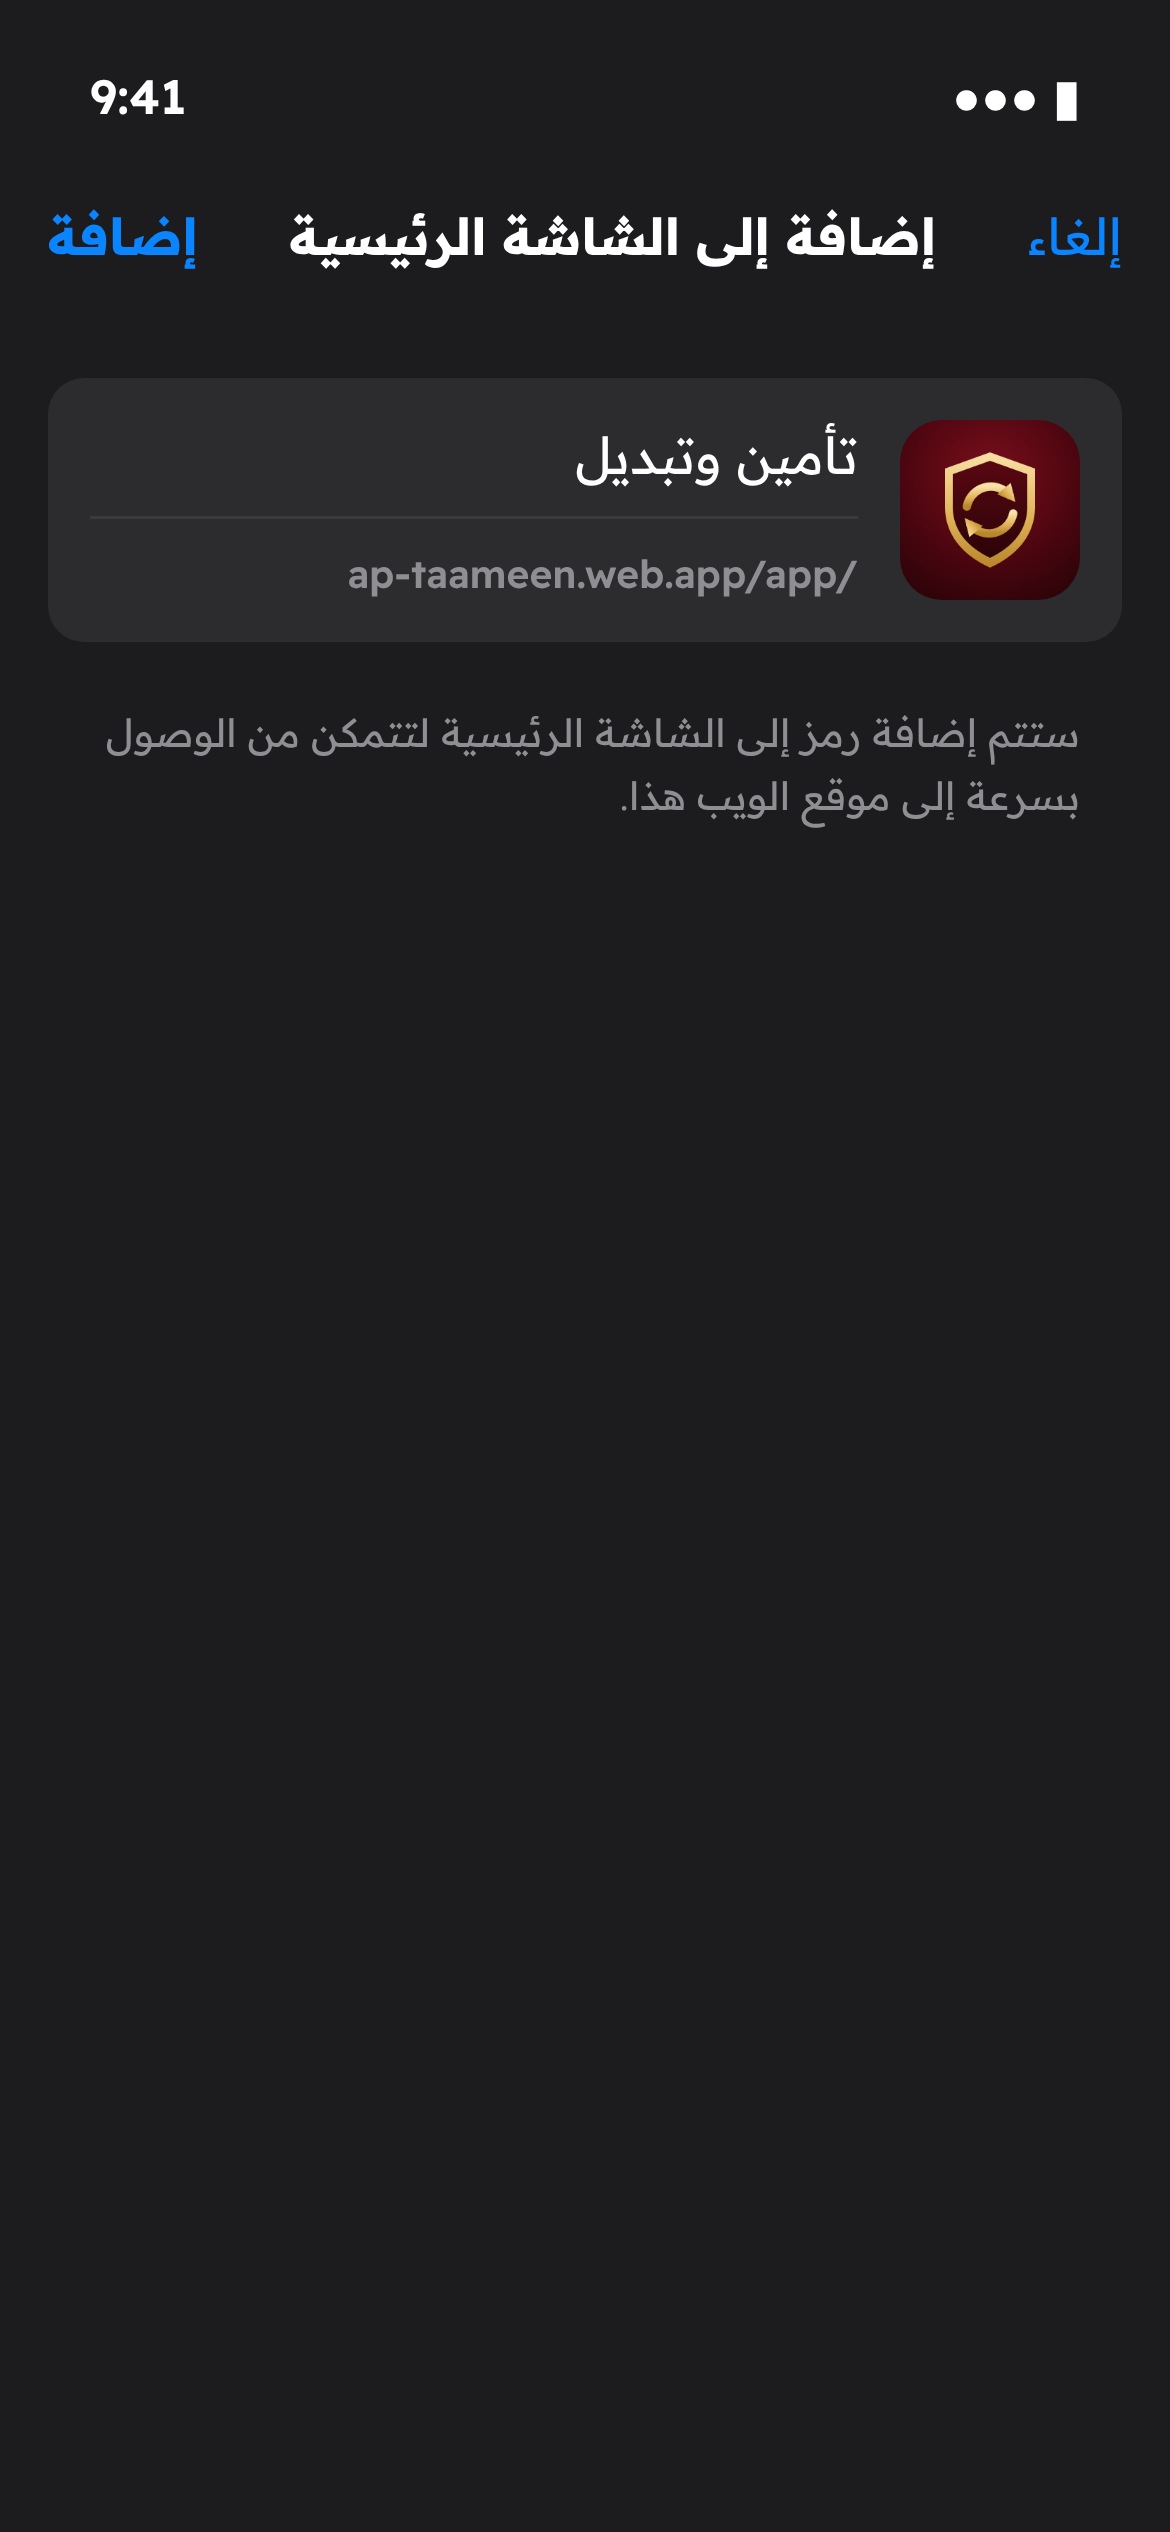 9:41
إلغاء
إضافة إلى الشاشة الرئيسية
إضافة
تأمين وتبديل
ap-taameen.web.app/app/
ستتم إضافة رمز إلى الشاشة الرئيسية لتتمكن من الوصول
بسرعة إلى موقع الويب هذا.